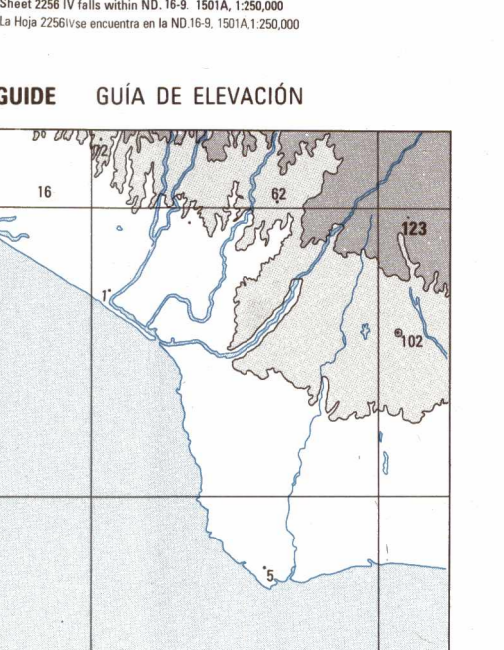 Sheet 2256 IV falls within ND. 16-9. 1501A, 1:250,000
La Hoja 2256IVse encuentra en la ND.16-9, 1501A,1:250,000
GUIDE GUÍA DE ELEVACIÓN
16
62
123
1
102
5